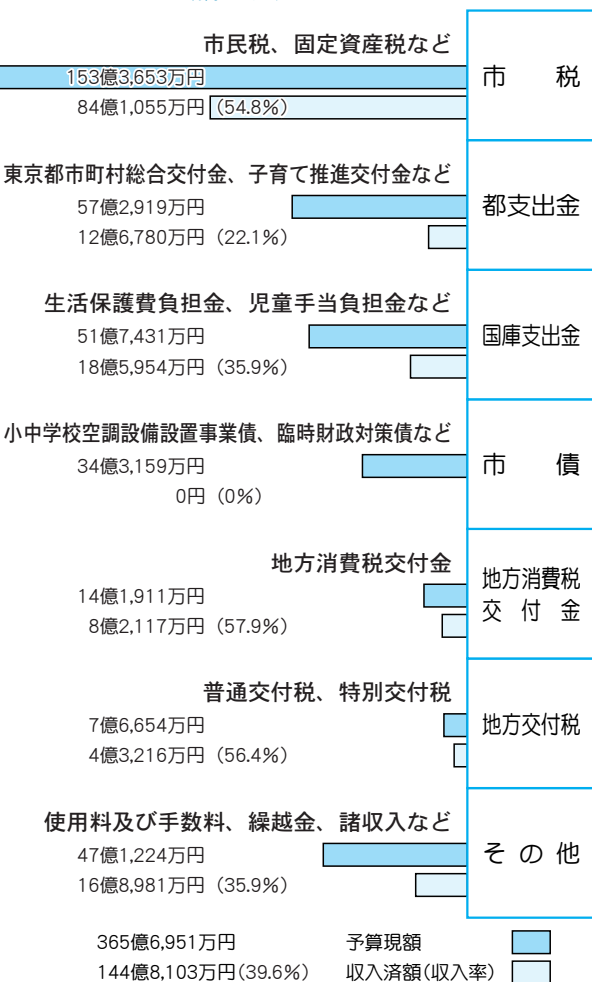 市民税、固定資産税など
153億3,653万円
84億1,055万円(54.8%)
市　税
東京都市町村総合交付金、子育て推進交付金など
57億2,919万円
12億6,780万円(22.1%)
都支出金
生活保護費負担金、児童手当負担金など
51億7,431万円
18億5,954万円(35.9%)
国庫支出金
小中学校空調設備設置事業債、臨時財政対策債など
34億3,159万円
0円(0%)
市　債
地方消費税交付金
14億1,911万円
8億2,117万円(57.9%)
地方消費税
交 付 金
普通交付税、特別交付税
7億6,654万円
4億3,216万円(56.4%)
地方交付税
使用料及び手数料、繰越金、諸収入など
47億1,224万円
16億8,981万円(35.9%)
そ の 他
365億6,951万円　予算現額
144億8,103万円(39.6%)　収入済額(収入率)